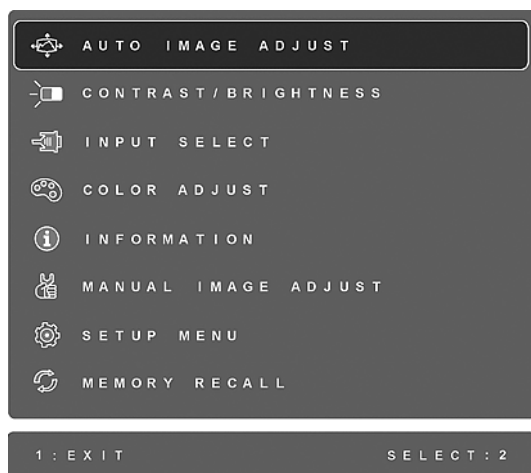 AUTO IMAGE ADJUST
CONTRAST/BRIGHTNESS
INPUT SELECT
COLOR ADJUST
INFORMATION
MANUAL IMAGE ADJUST
SETUP MENU
MEMORY RECALL
1:EXIT SELECT:2